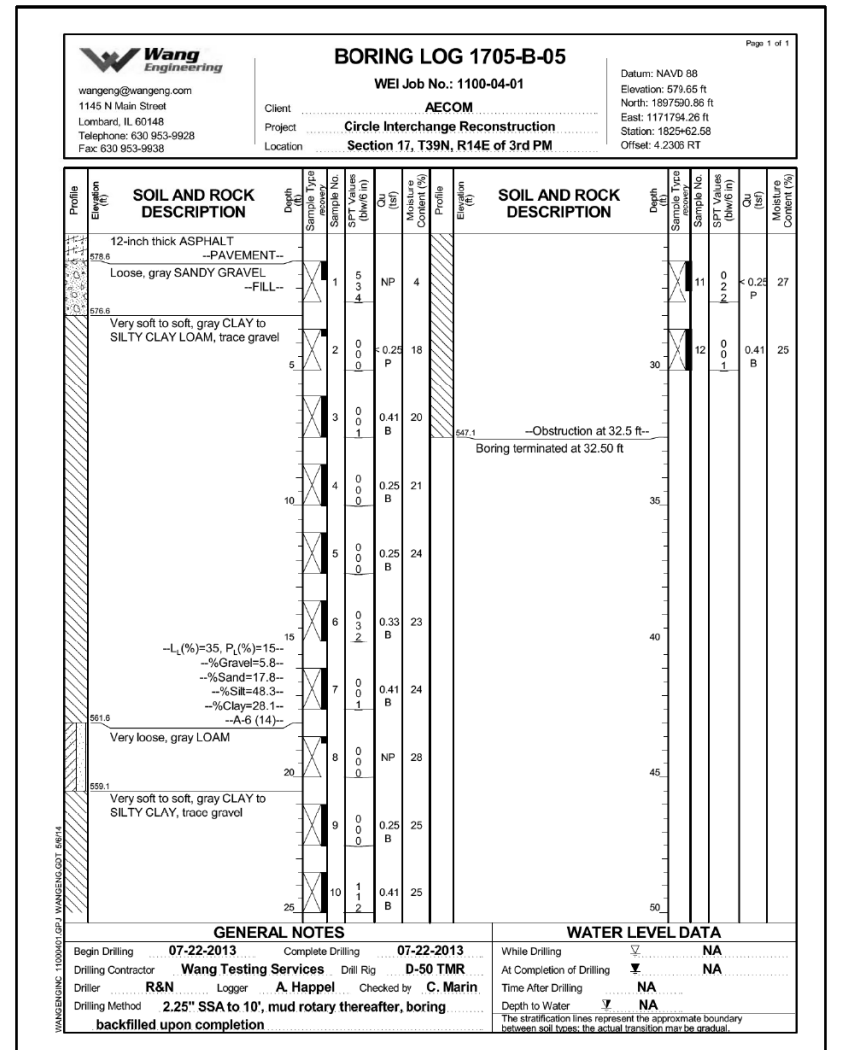 Page 1 of 1
Wang
Engineering
wangeng@wangeng.com
1145 N Main Street
Lombard, IL 60148
Telephone: 630 953-9928
Fax: 630 953-9938
BORING LOG 1705-B-05
WEI Job No.: 1100-04-01
Client AECOM
Project Circle Interchange Reconstruction
Location Section 17, T39N, R14E of 3rd PM
Datum: NAVD 88
Elevation: 579.65 ft
North: 1897590.86 ft
East: 1171794.26 ft
Station: 1825+62.58
Offset: 4.2306 RT
Profile Elevation (ft) SOIL AND ROCK DESCRIPTION Depth (ft) Sample Type recovery Sample No. SPT Values (blw/6 in) Qu (tsf) Moisture Content (%)
12-inch thick ASPHALT
578.6 --PAVEMENT--
Loose, gray SANDY GRAVEL
--FILL--
1 5 3 4 NP 4
576.6
Very soft to soft, gray CLAY to
SILTY CLAY LOAM, trace gravel
2 0 0 0 < 0.25 P 18
5
3 0 0 1 0.41 B 20
4 0 0 0 0.25 B 21
10
5 0 0 0 0.25 B 24
6 0 3 2 0.33 B 23
15
--LL(%)=35, PL(%)=15--
--%Gravel=5.8--
--%Sand=17.8--
--%Silt=48.3--
--%Clay=28.1--
--A-6 (14)--
7 0 0 1 0.41 B 24
561.6
Very loose, gray LOAM
8 0 0 0 NP 28
20
559.1
Very soft to soft, gray CLAY to
SILTY CLAY, trace gravel
9 0 0 0 0.25 B 25
10 1 1 2 0.41 B 25
25
Profile Elevation (ft) SOIL AND ROCK DESCRIPTION Depth (ft) Sample Type recovery Sample No. SPT Values (blw/6 in) Qu (tsf) Moisture Content (%)
11 0 2 2 < 0.25 P 27
12 0 0 1 0.41 B 25
30
547.1 --Obstruction at 32.5 ft--
Boring terminated at 32.50 ft
35
40
45
50
WANGENGINC 11000401.GPJ WANGENG.GDT 5/6/14
GENERAL NOTES
Begin Drilling 07-22-2013 Complete Drilling 07-22-2013
Drilling Contractor Wang Testing Services Drill Rig D-50 TMR
Driller R&N Logger A. Happel Checked by C. Marin
Drilling Method 2.25" SSA to 10', mud rotary thereafter, boring
backfilled upon completion
WATER LEVEL DATA
While Drilling NA
At Completion of Drilling NA
Time After Drilling NA
Depth to Water NA
The stratification lines represent the approximate boundary
between soil types; the actual transition may be gradual.